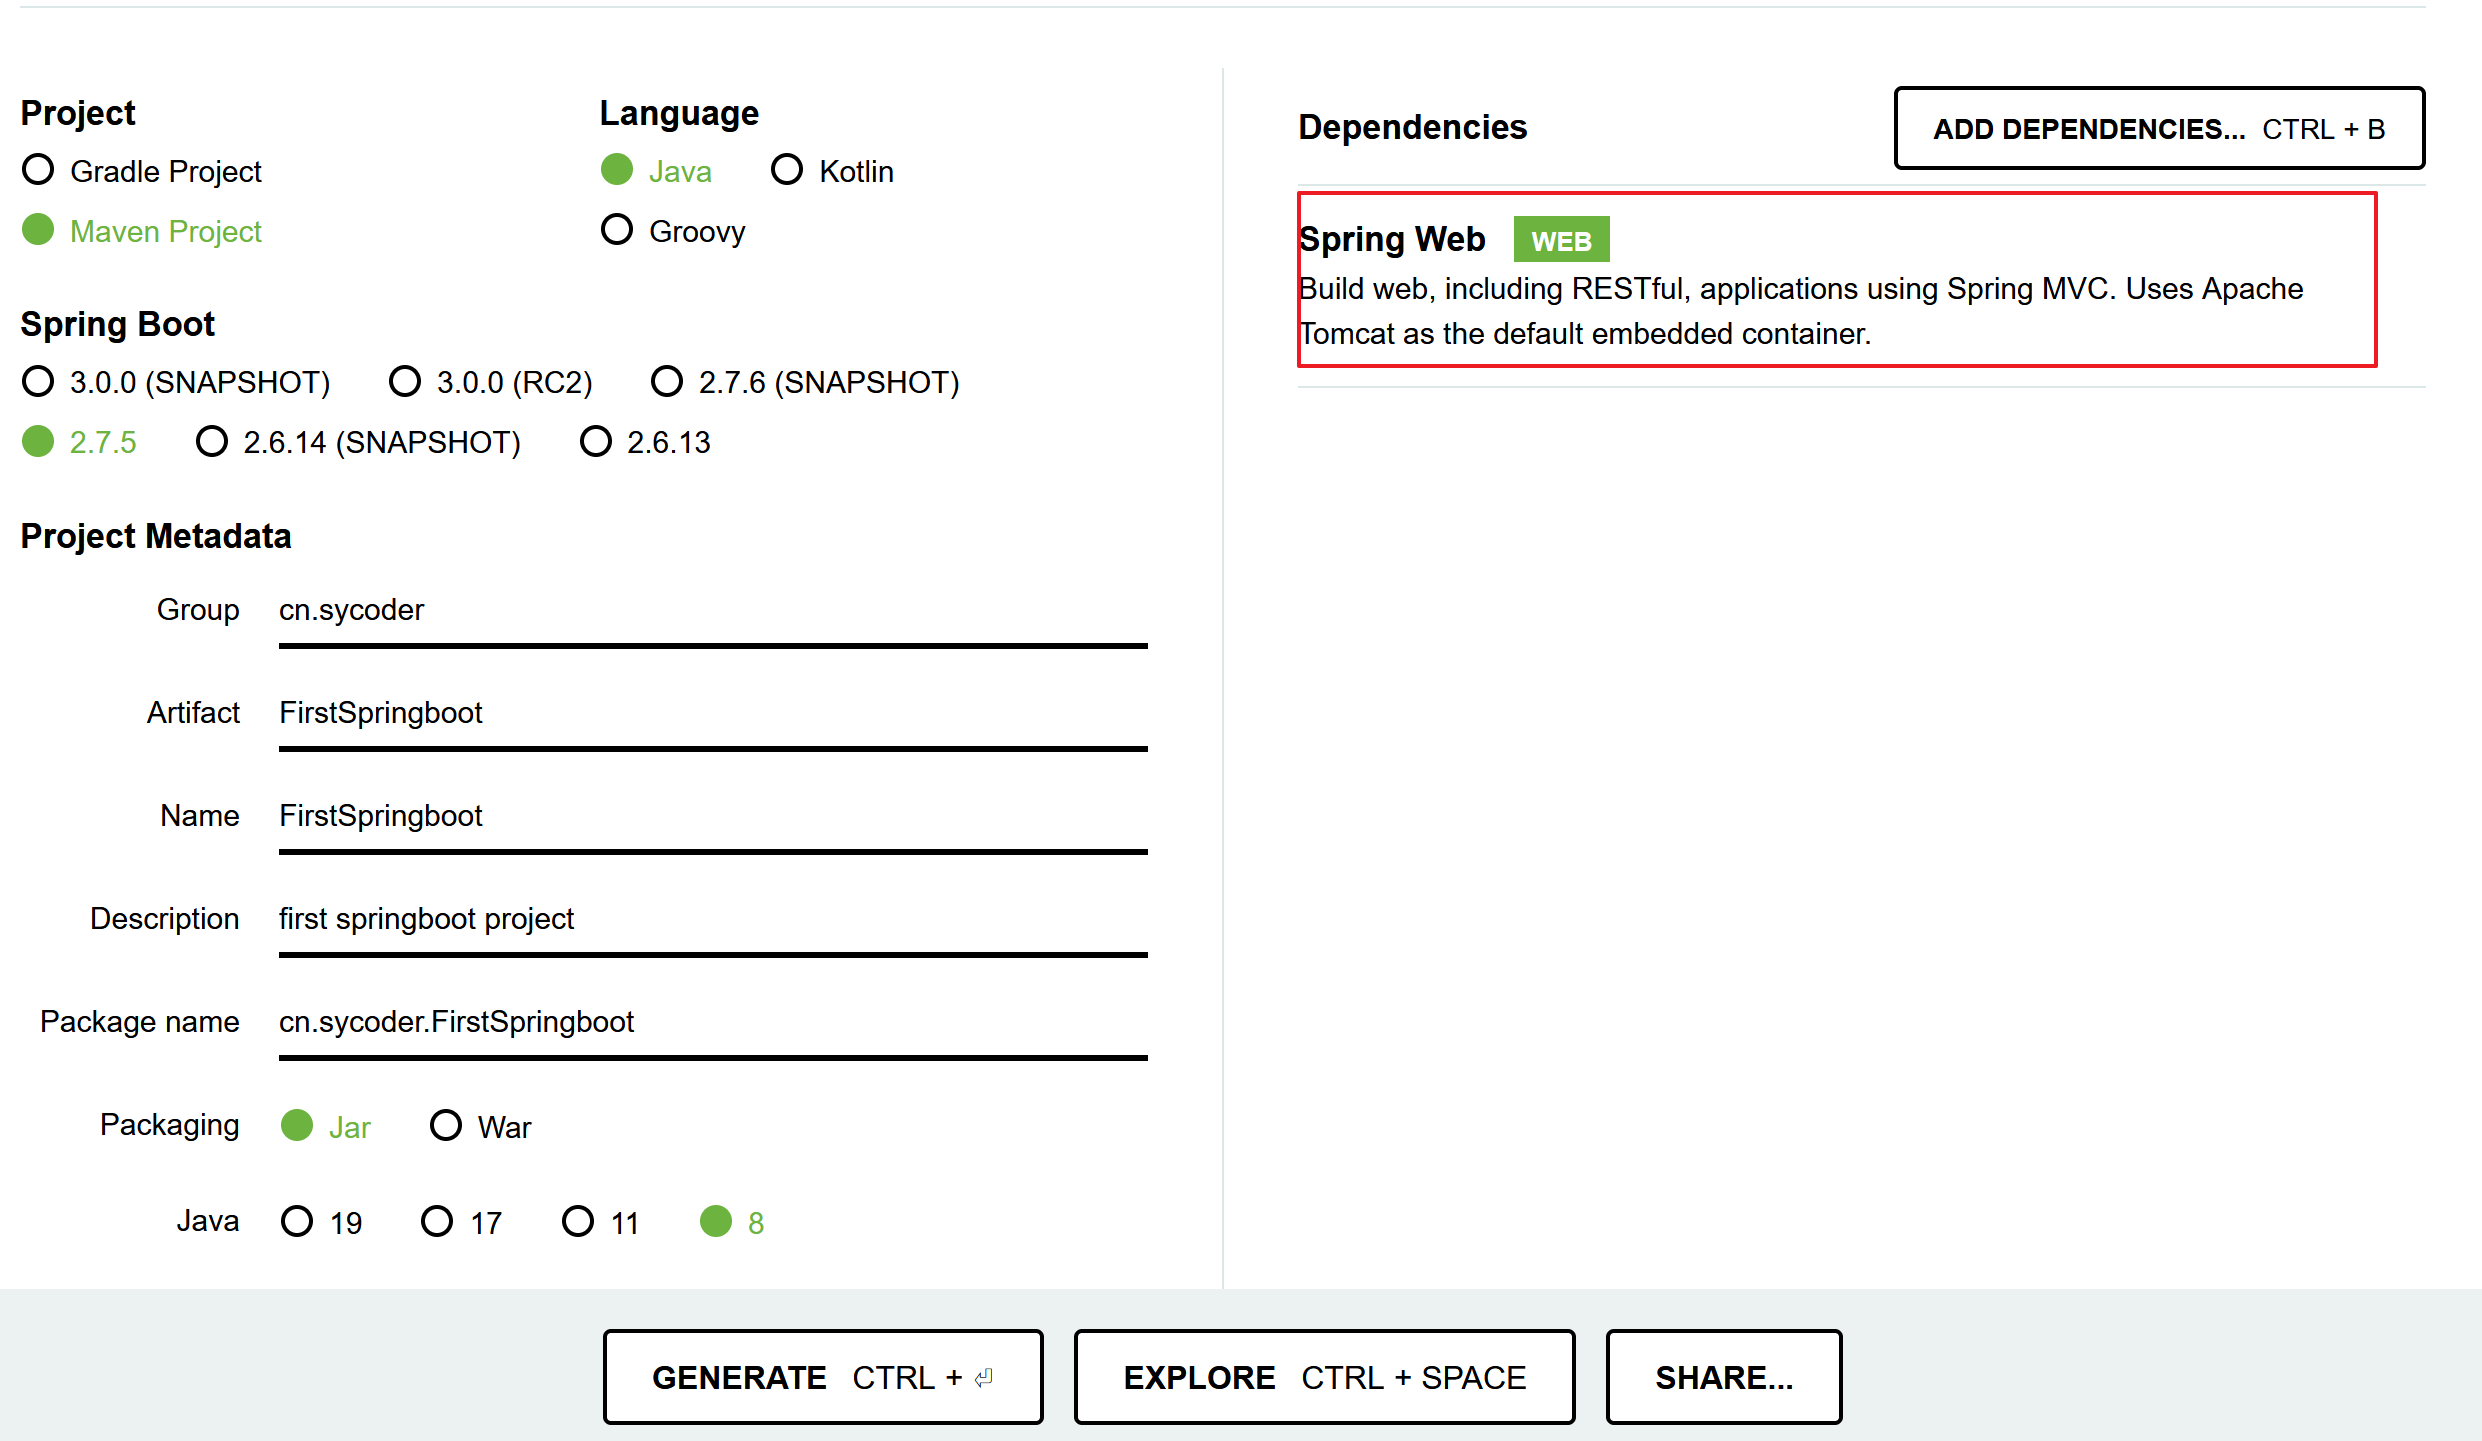 Project
Gradle Project
Maven Project
Language
Java Kotlin
Groovy
Spring Boot
3.0.0 (SNAPSHOT) 3.0.0 (RC2) 2.7.6 (SNAPSHOT)
2.7.5 2.6.14 (SNAPSHOT) 2.6.13
Project Metadata
Group cn.sycoder
Artifact FirstSpringboot
Name FirstSpringboot
Description first springboot project
Package name cn.sycoder.FirstSpringboot
Packaging Jar War
Java 19 17 11 8
Dependencies
ADD DEPENDENCIES... CTRL + B
Spring Web WEB
Build web, including RESTful, applications using Spring MVC. Uses Apache
Tomcat as the default embedded container.
GENERATE CTRL + ⏎
EXPLORE CTRL + SPACE
SHARE...